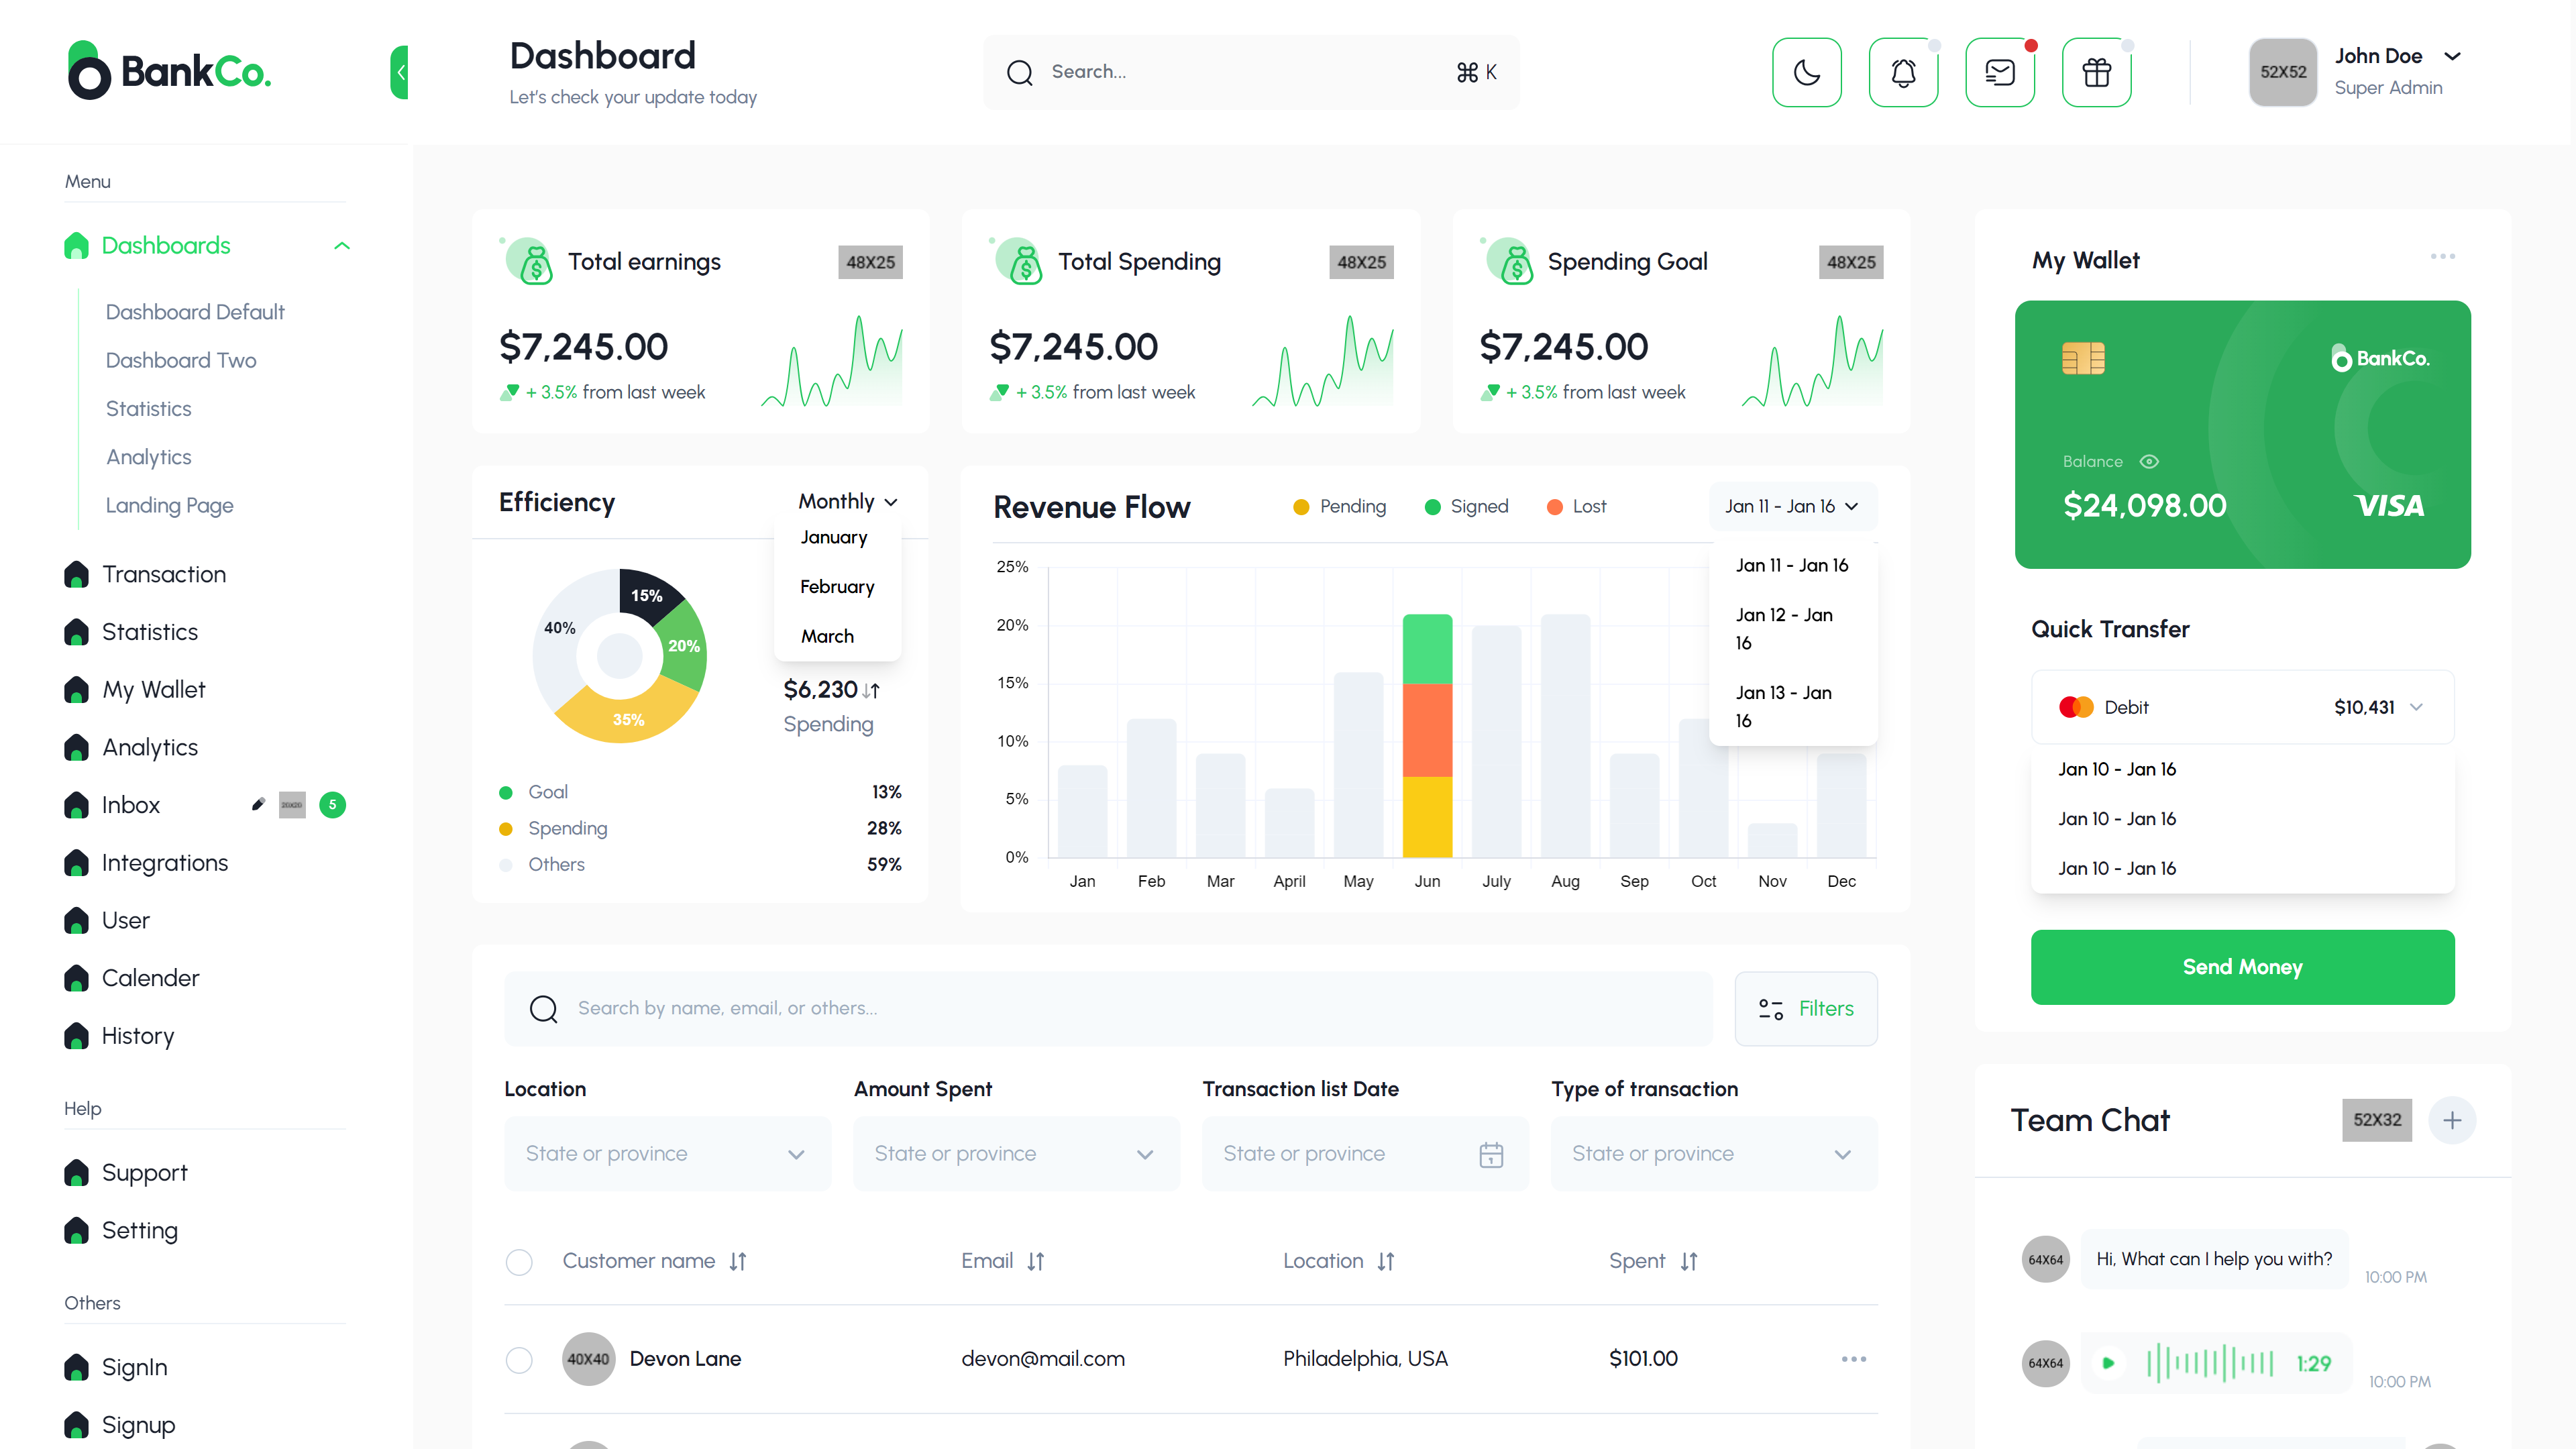 BankCo.
Dashboard
Let's check your update today
Search...
⌘ K
52X52
John Doe
Super Admin
Menu
Dashboards
Dashboard Default
Dashboard Two
Statistics
Analytics
Landing Page
Transaction
Statistics
My Wallet
Analytics
Inbox
5
Integrations
User
Calender
History
Help
Support
Setting
Others
SignIn
Signup
Total earnings
48X25
$7,245.00
+ 3.5% from last week
Total Spending
48X25
$7,245.00
+ 3.5% from last week
Spending Goal
48X25
$7,245.00
+ 3.5% from last week
Efficiency
Monthly
January
February
March
15%
20%
35%
40%
$6,230
Spending
Goal 13%
Spending 28%
Others 59%
Revenue Flow
Pending
Signed
Lost
Jan 11 - Jan 16
Jan 11 - Jan 16
Jan 12 - Jan
16
Jan 13 - Jan
16
25%
20%
15%
10%
5%
0%
Jan Feb Mar April May Jun July Aug Sep Oct Nov Dec
Search by name, email, or others...
Filters
Location
State or province
Amount Spent
State or province
Transaction list Date
State or province
Type of transaction
State or province
Customer name
Email
Location
Spent
40X40
Devon Lane
devon@mail.com
Philadelphia, USA
$101.00
My Wallet
BankCo.
Balance
$24,098.00
VISA
Quick Transfer
Debit
$10,431
Jan 10 - Jan 16
Jan 10 - Jan 16
Jan 10 - Jan 16
Send Money
Team Chat
52X32
64X64
Hi, What can I help you with?
10:00 PM
64X64
1:29
10:00 PM